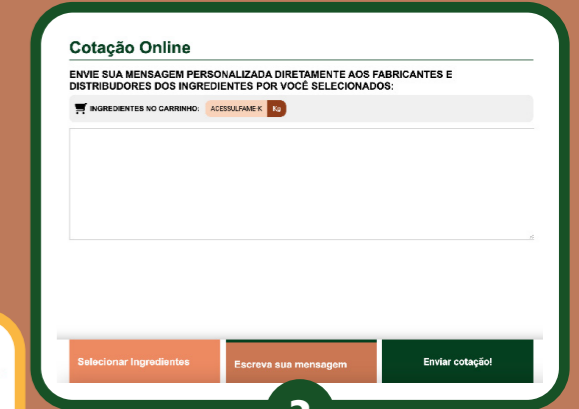 Cotação Online
ENVIE SUA MENSAGEM PERSONALIZADA DIRETAMENTE AOS FABRICANTES E
DISTRIBUIDORES DOS INGREDIENTES POR VOCÊ SELECIONADOS:
INGREDIENTES NO CARRINHO: ACESSULFAME-K Kg
Selecionar Ingredientes Escreva sua mensagem Enviar cotação!